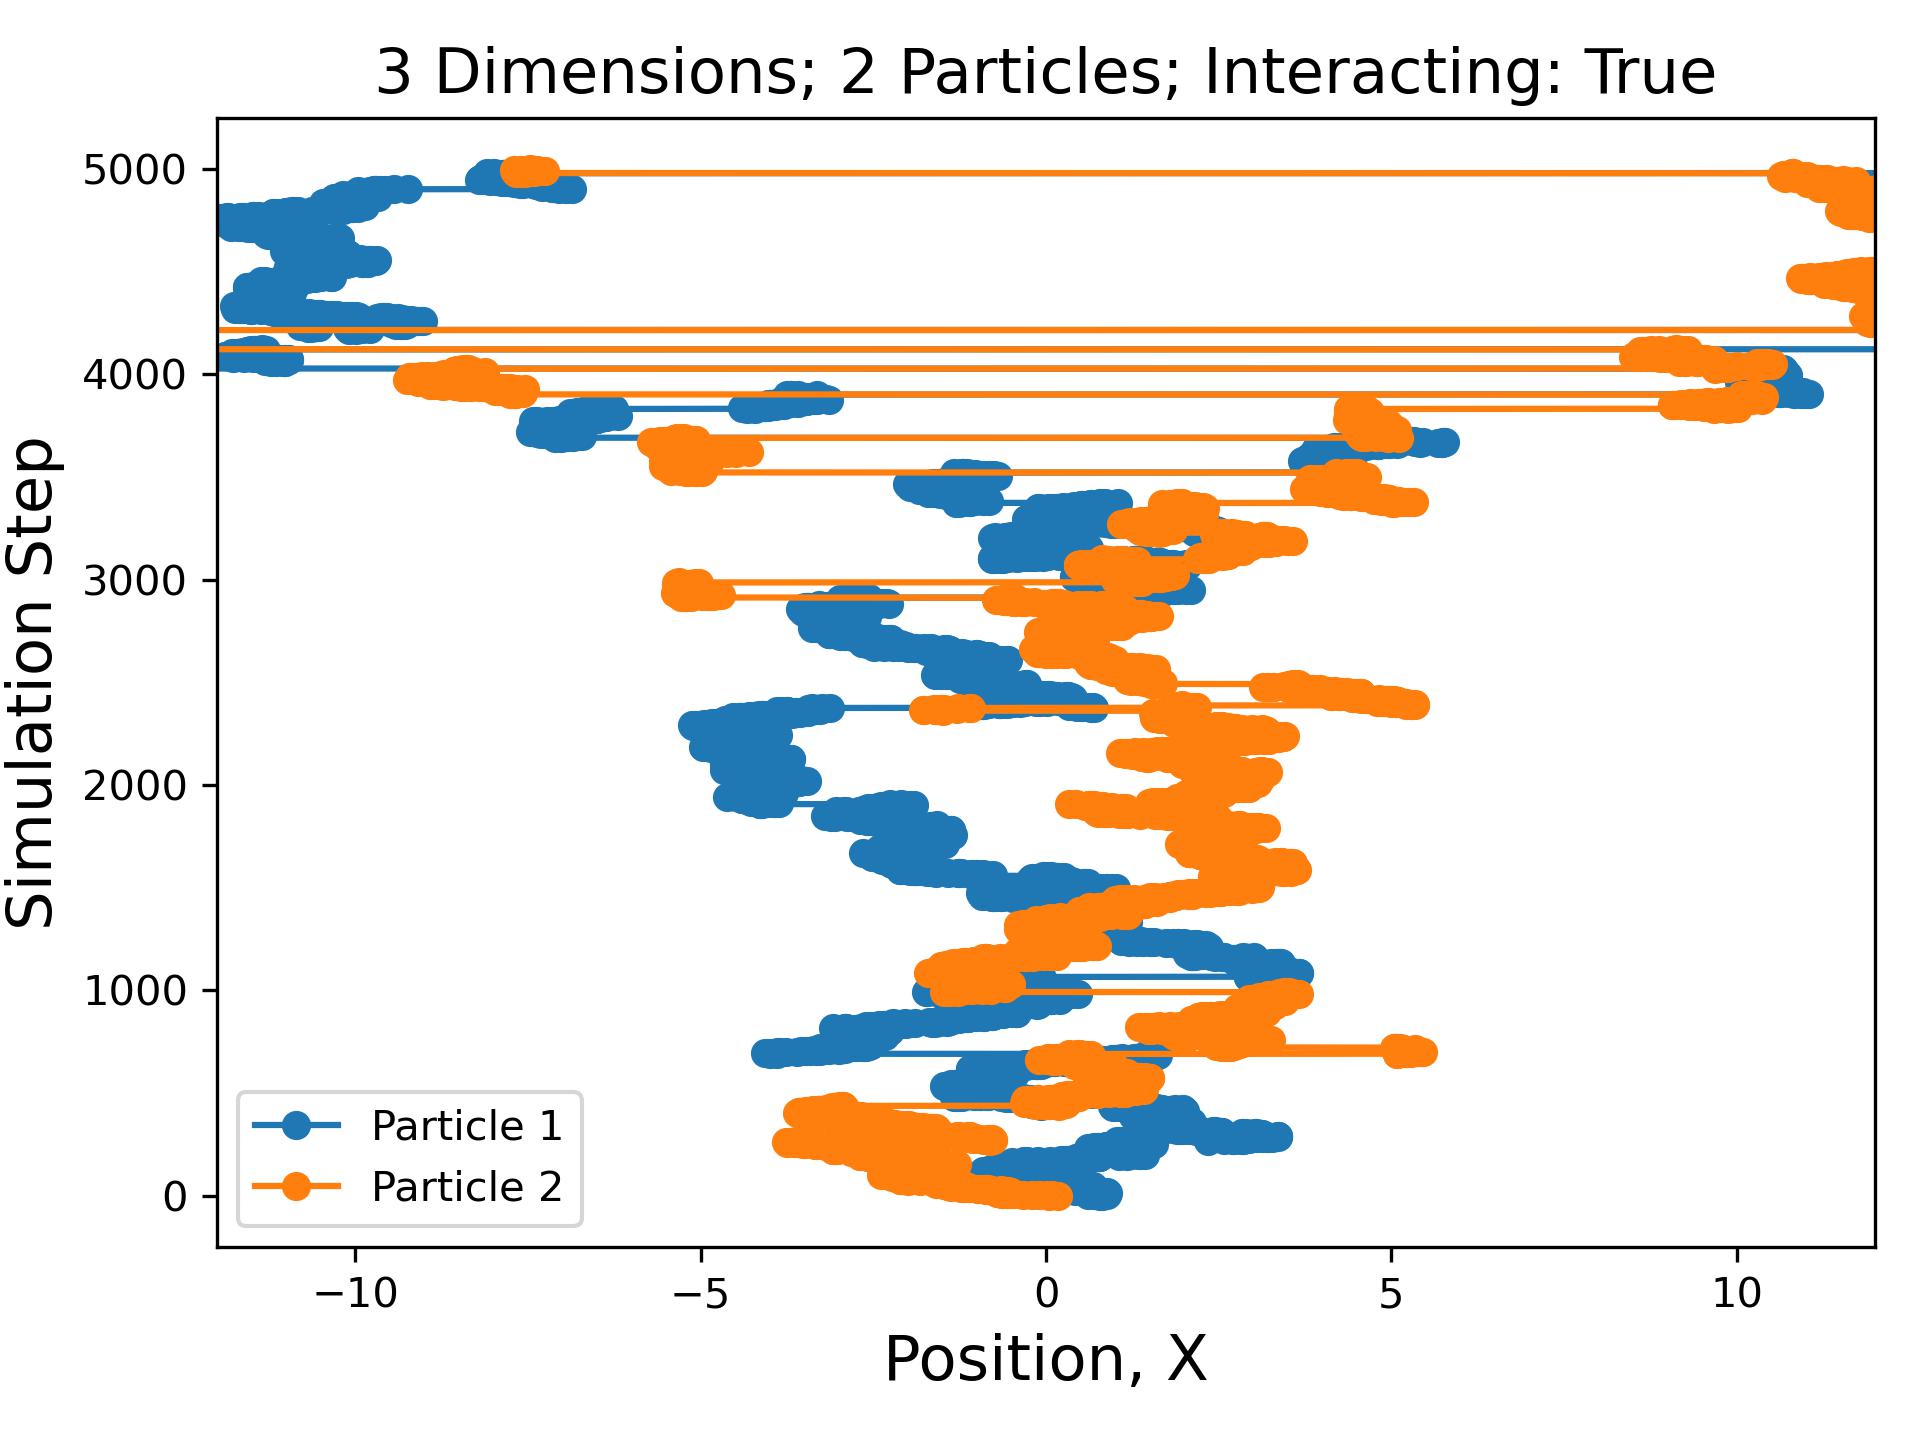 3 Dimensions; 2 Particles; Interacting: True
Simulation Step
5000
4000
3000
2000
1000
0
Particle 1
Particle 2
−10
−5
0
5
10
Position, X